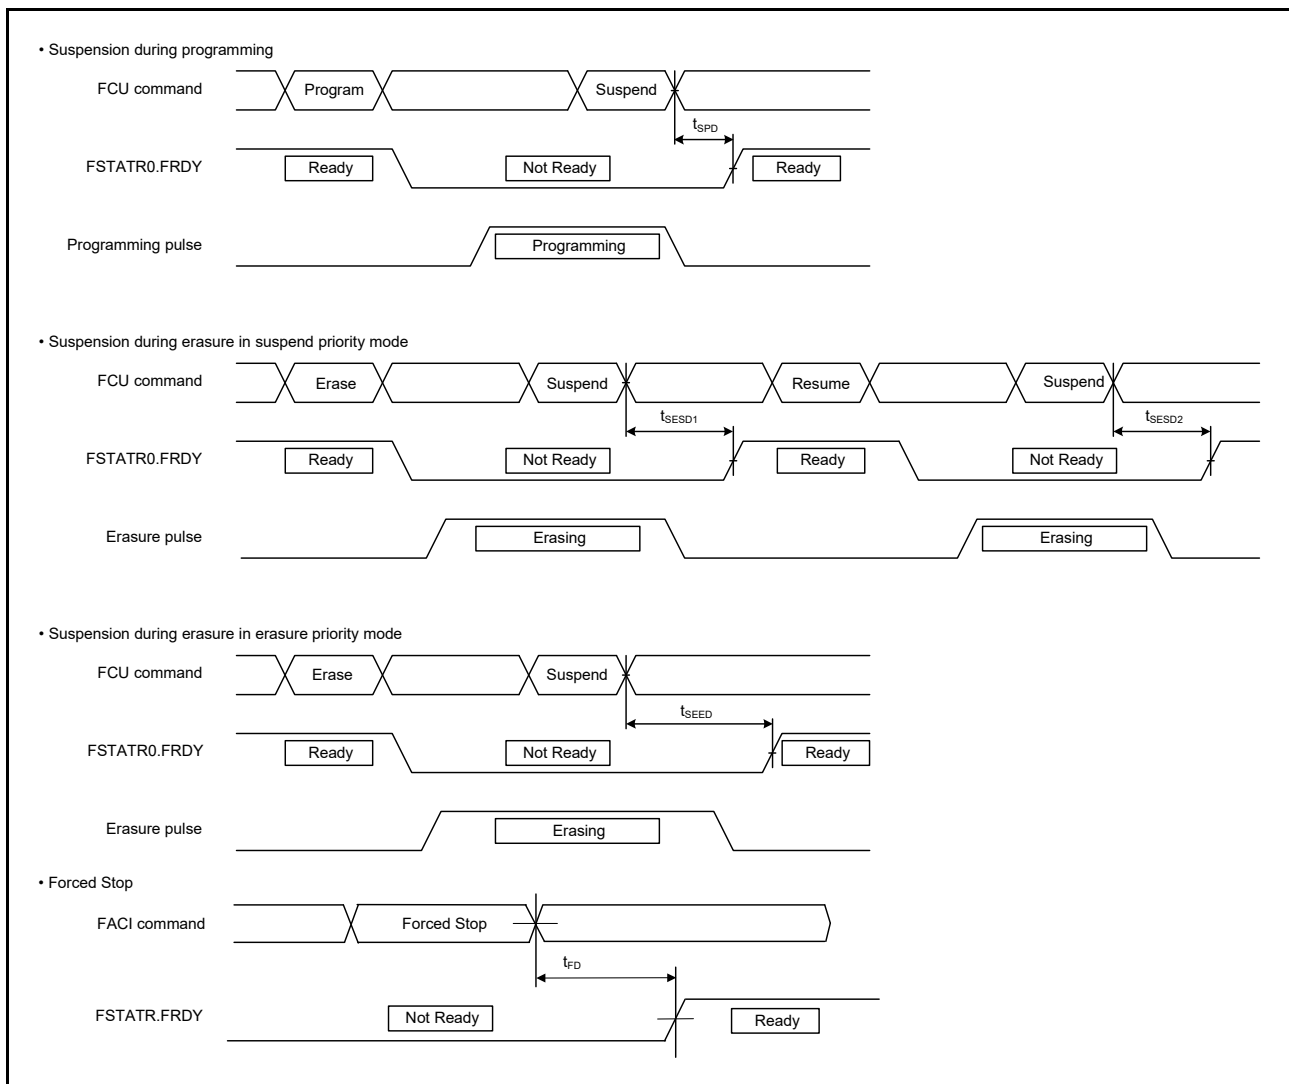 • Suspension during programming
FCU command
Program
Suspend
tSPD
FSTATR0.FRDY
Ready
Not Ready
Ready
Programming pulse
Programming
• Suspension during erasure in suspend priority mode
FCU command
Erase
Suspend
Resume
Suspend
tSESD1
tSESD2
FSTATR0.FRDY
Ready
Not Ready
Ready
Not Ready
Erasure pulse
Erasing
Erasing
• Suspension during erasure in erasure priority mode
FCU command
Erase
Suspend
tSEED
FSTATR0.FRDY
Ready
Not Ready
Ready
Erasure pulse
Erasing
• Forced Stop
FACI command
Forced Stop
tFD
FSTATR.FRDY
Not Ready
Ready